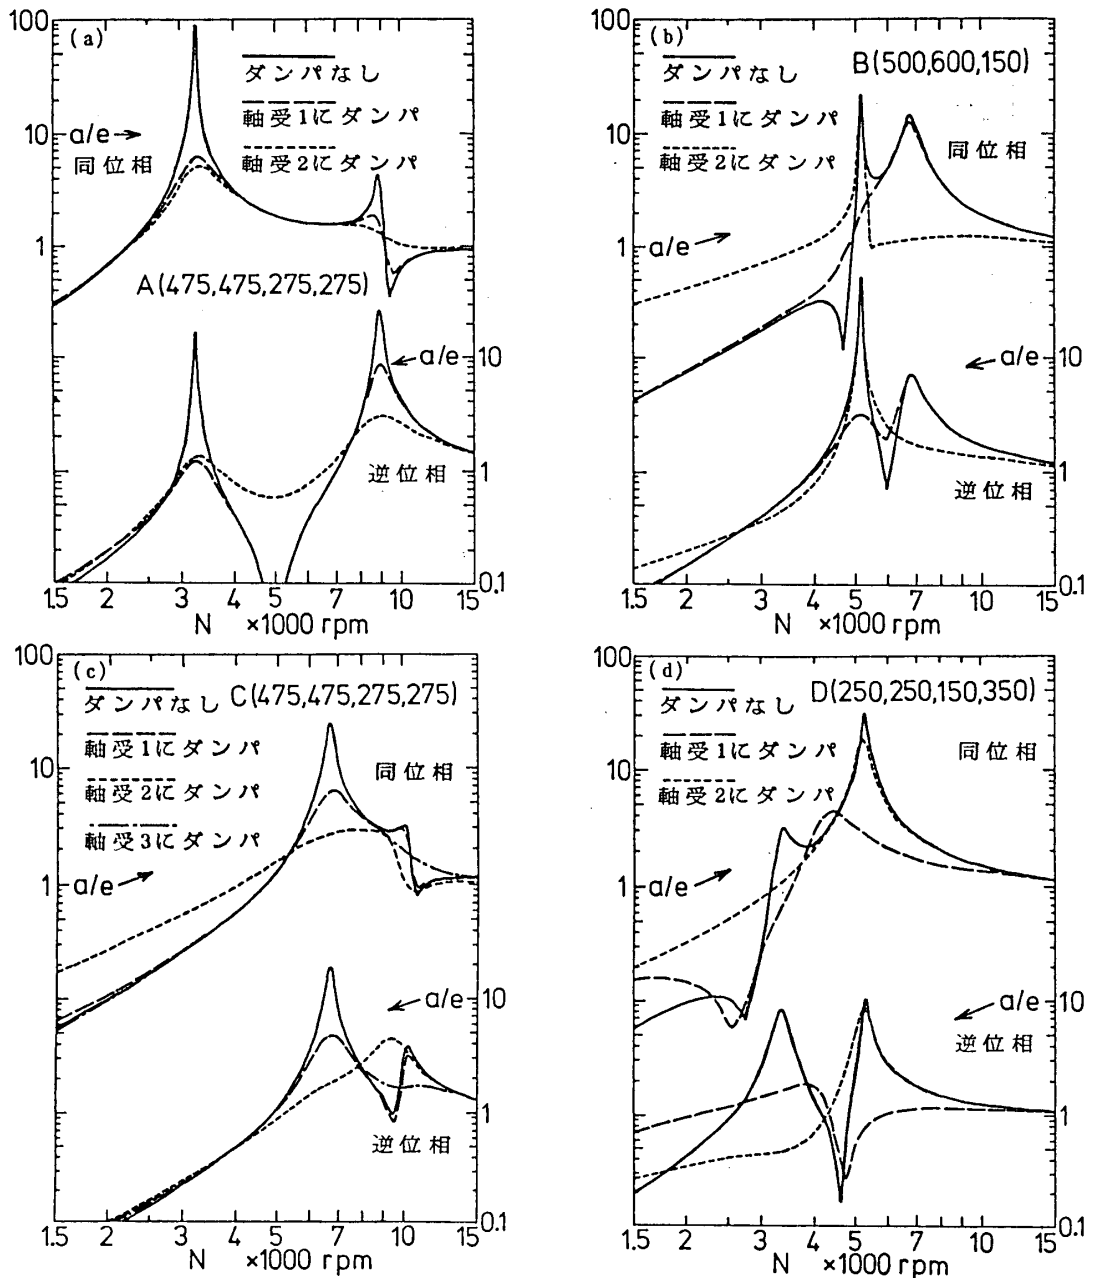 (a)
100
10
1
ダンパなし
軸受1に ダンパ
軸受2に ダンパ
a/e→
同位相
A(475,475,275,275)
←a/e
逆位相
10
1
0.1
1.5 2 3 4 5 7 10 15
N ×1000 rpm
(b)
100
10
1
ダンパなし
軸受1に ダンパ
軸受2に ダンパ
B(500,600,150)
同位相
a/e→
←a/e
逆位相
10
1
0.1
1.5 2 3 4 5 7 10 15
N ×1000 rpm
(c)
100
10
1
ダンパなし
軸受1に ダンパ
軸受2に ダンパ
軸受3に ダンパ
C(475,475,275,275)
同位相
a/e→
←a/e
逆位相
10
1
0.1
1.5 2 3 4 5 7 10 15
N ×1000 rpm
(d)
100
10
1
ダンパなし
軸受1に ダンパ
軸受2に ダンパ
D(250,250,150,350)
同位相
a/e→
←a/e
逆位相
10
1
0.1
1.5 2 3 4 5 7 10 15
N ×1000 rpm